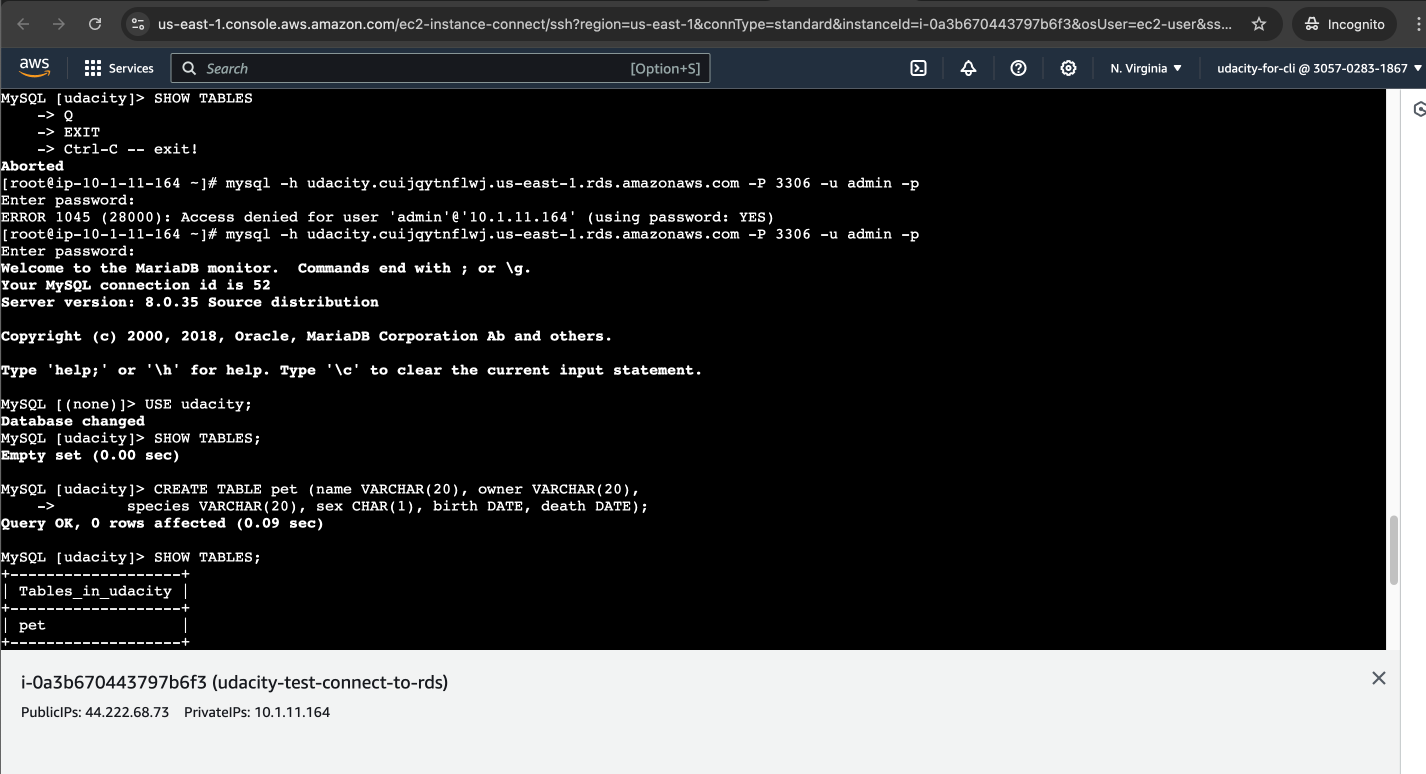 us-east-1.console.aws.amazon.com/ec2-instance-connect/ssh?region=us-east-1&connType=standard&instanceId=i-0a3b670443797b6f3&osUser=ec2-user&ss...
Incognito
aws
Services
Search
[Option+S]
N. Virginia
udacity-for-cli @ 3057-0283-1867
MySQL [udacity]> SHOW TABLES
    -> Q
    -> EXIT
    -> Ctrl-C -- exit!
Aborted
[root@ip-10-1-11-164 ~]# mysql -h udacity.cuijqytnflwj.us-east-1.rds.amazonaws.com -P 3306 -u admin -p
Enter password:
ERROR 1045 (28000): Access denied for user 'admin'@'10.1.11.164' (using password: YES)
[root@ip-10-1-11-164 ~]# mysql -h udacity.cuijqytnflwj.us-east-1.rds.amazonaws.com -P 3306 -u admin -p
Enter password:
Welcome to the MariaDB monitor.  Commands end with ; or \g.
Your MySQL connection id is 52
Server version: 8.0.35 Source distribution
Copyright (c) 2000, 2018, Oracle, MariaDB Corporation Ab and others.
Type 'help;' or '\h' for help. Type '\c' to clear the current input statement.
MySQL [(none)]> USE udacity;
Database changed
MySQL [udacity]> SHOW TABLES;
Empty set (0.00 sec)
MySQL [udacity]> CREATE TABLE pet (name VARCHAR(20), owner VARCHAR(20),
    ->        species VARCHAR(20), sex CHAR(1), birth DATE, death DATE);
Query OK, 0 rows affected (0.09 sec)
MySQL [udacity]> SHOW TABLES;
+-------------------+
| Tables_in_udacity |
+-------------------+
| pet               |
+-------------------+
i-0a3b670443797b6f3 (udacity-test-connect-to-rds)
PublicIPs: 44.222.68.73    PrivateIPs: 10.1.11.164